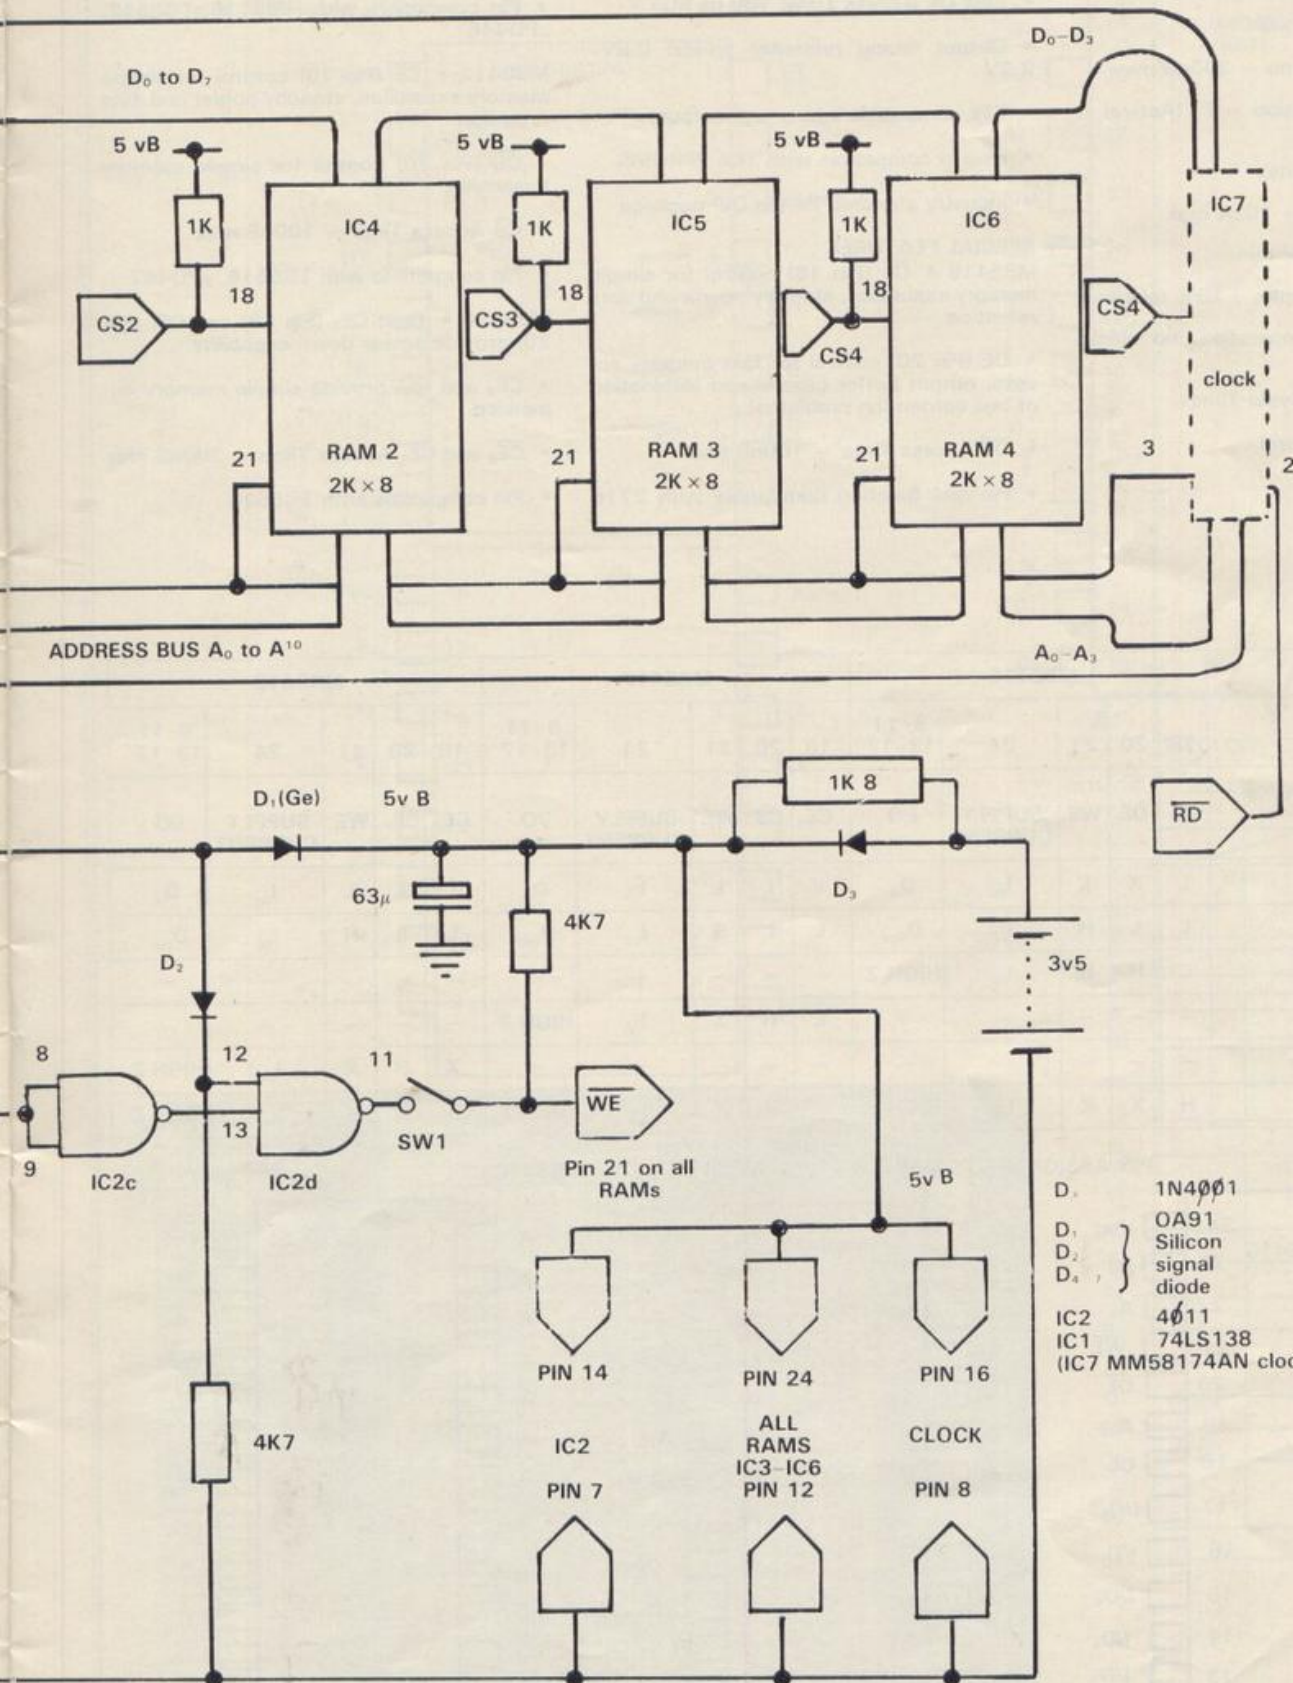 D₀–D₃
D₀ to D₇
5 vB
5 vB
5 vB
1K
IC4
1K
IC5
1K
IC6
IC7
18
18
18
CS2
CS3
CS4
CS4
clock
21
RAM 2
2K × 8
21
RAM 3
2K × 8
21
RAM 4
2K × 8
3
2
ADDRESS BUS A₀ to A¹⁰
A₀–A₃
D₁(Ge)
5v B
1K 8
RD
63µ
4K7
D₃
D₂
3v5
8
12
11
WE
13
SW1
9
IC2c
IC2d
Pin 21 on all
RAMs
5v B
D
1N4001
D₁
OA91
D₂
Silicon
signal
D₄ ₇
diode
IC2
4011
IC1
74LS138
(IC7 MM58174AN
PIN 14
PIN 24
PIN 16
4K7
IC2
ALL
RAMS
IC3–IC6
CLOCK
PIN 7
PIN 12
PIN 8